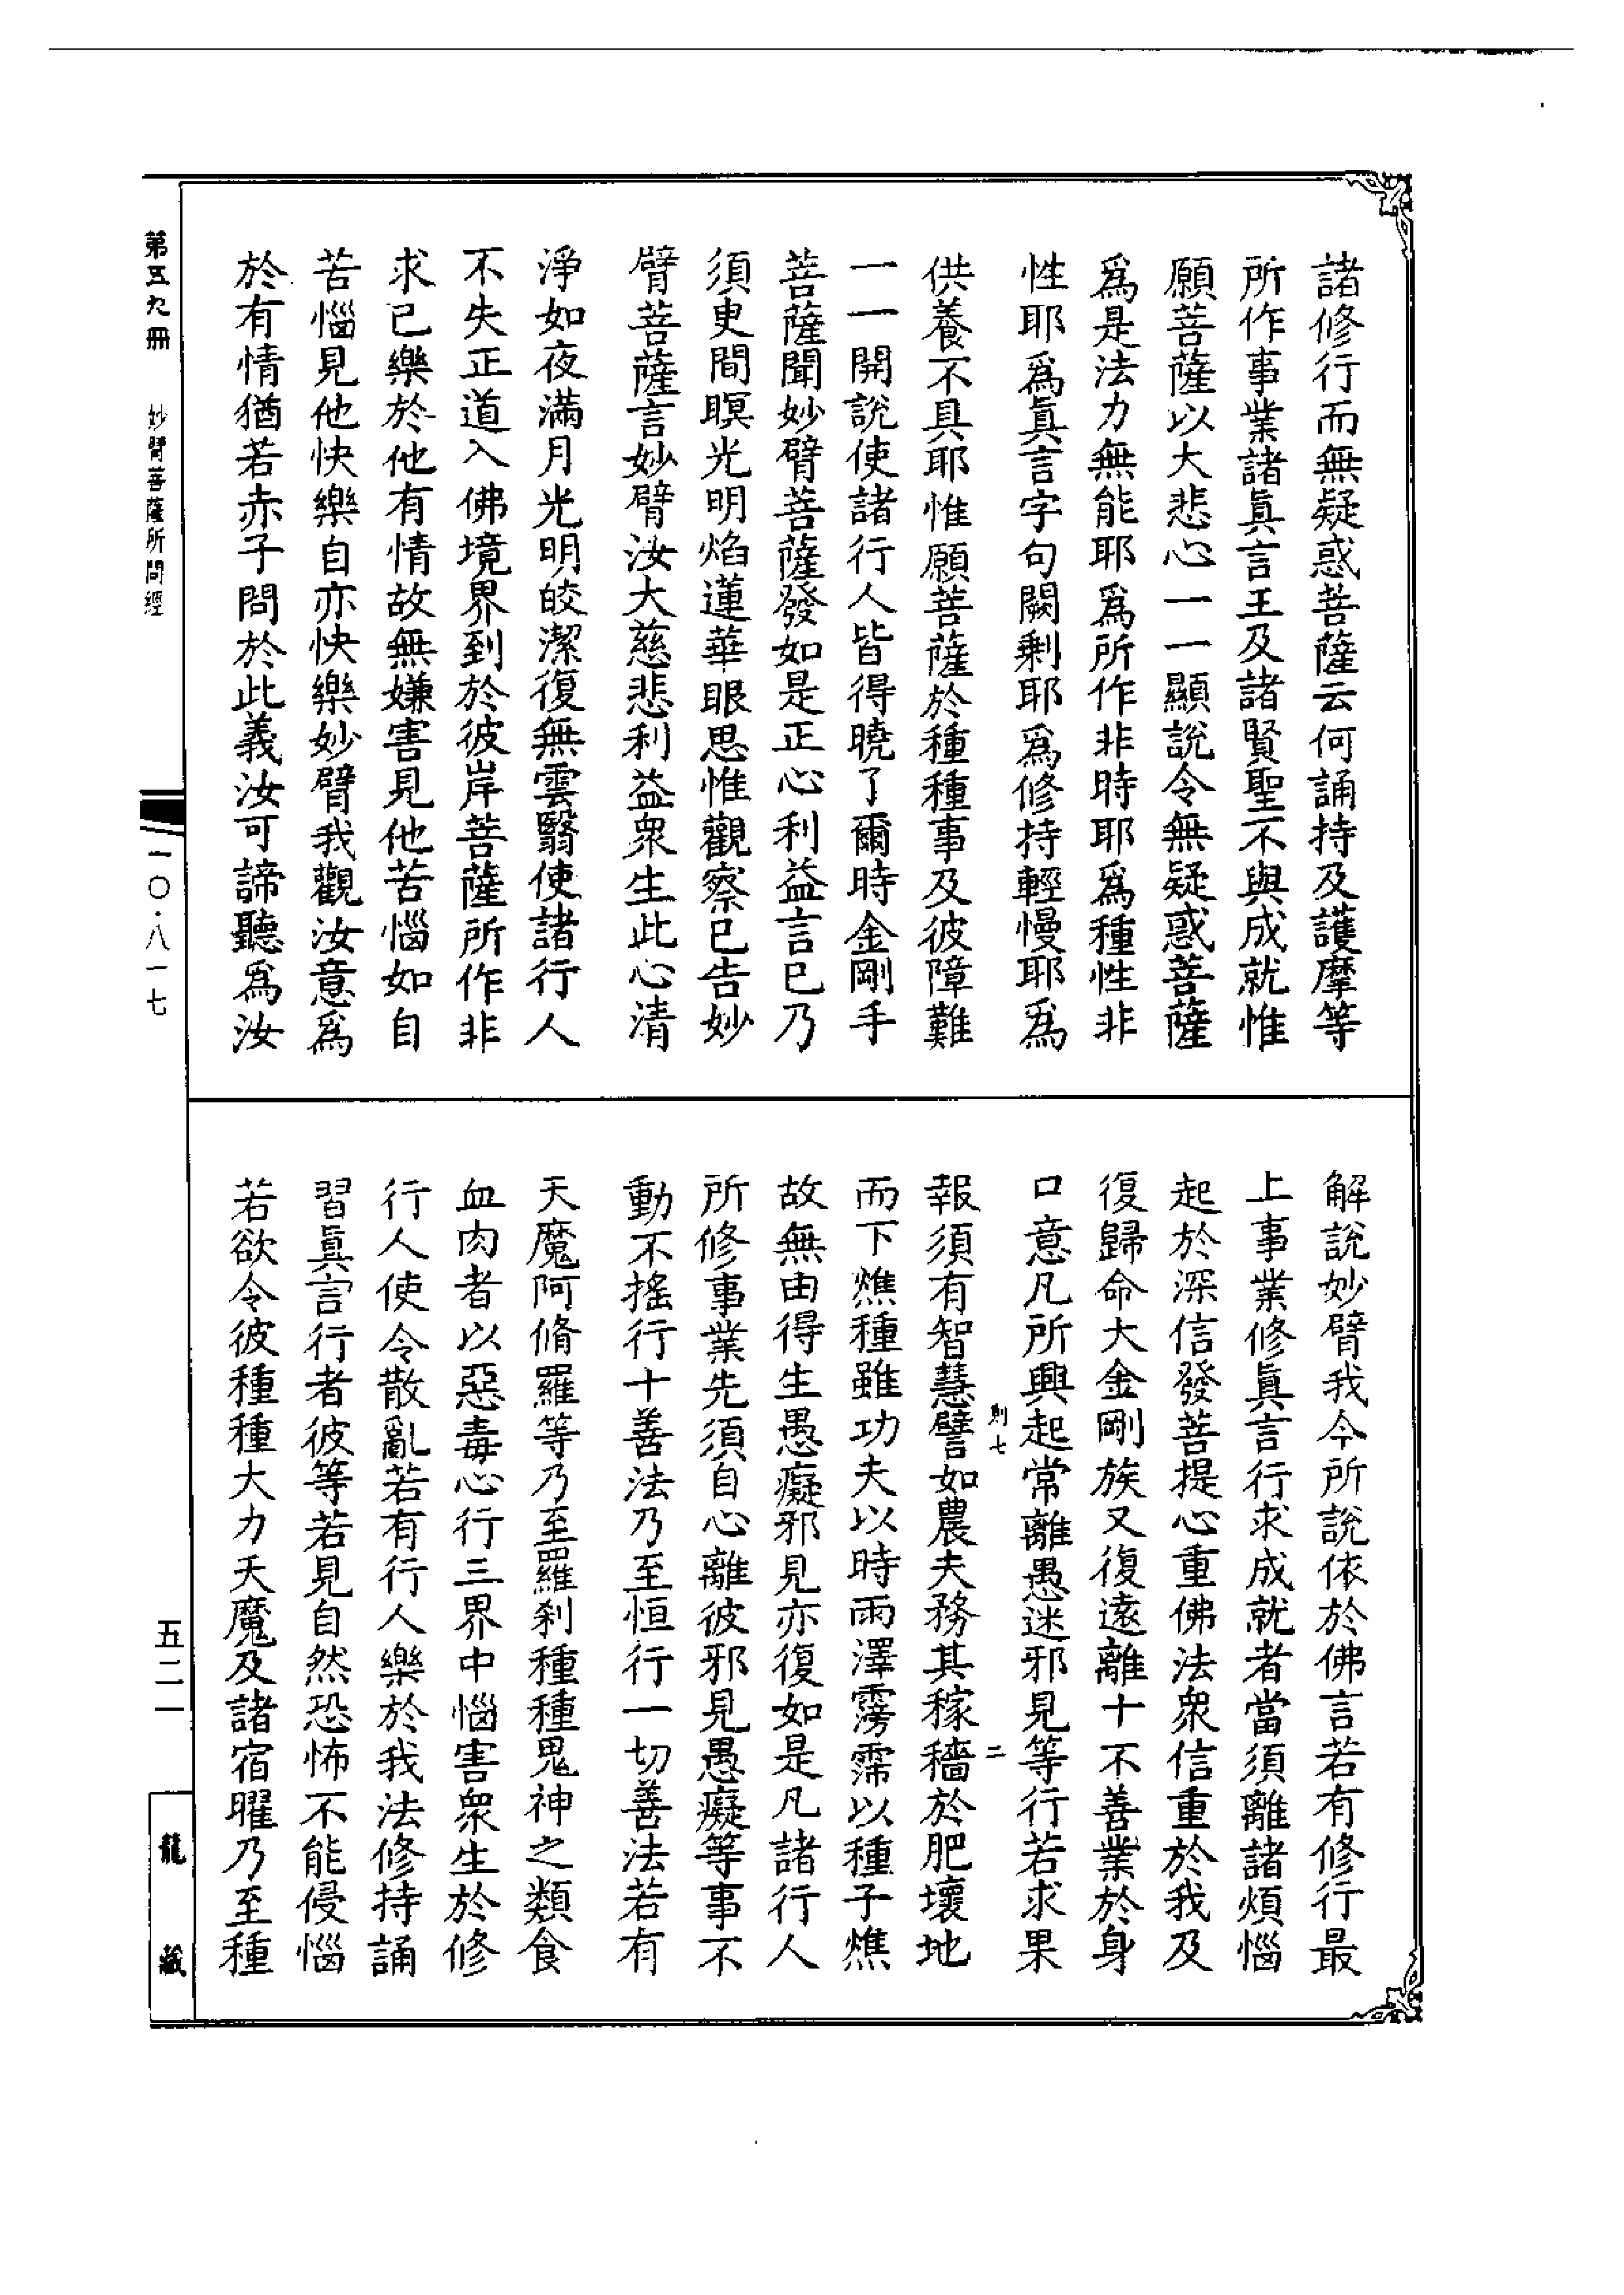 諸修行而無疑惑菩薩云何誦持及護摩等
所作事業諸眞言王及諸賢聖不與成就惟
願菩薩以大悲心一一顯說令無疑惑菩薩
爲是法力無能耶爲所作非時耶爲種性非
性耶爲眞言字句闕剩耶爲修持輕慢耶爲
供養不具耶惟願菩薩於種種事及彼障難
一一開說使諸行人皆得曉了爾時金剛手
菩薩聞妙臂菩薩發如是正心利益言已乃
須臾間瞑光明焰蓮華眼思惟觀察已告妙
臂菩薩言妙臂汝大慈悲利益衆生此心清
淨如夜滿月光明皎潔復無雲翳使諸行人
不失正道入佛境界到於彼岸菩薩所作非
求己樂於他有情故無嫌害見他苦惱如自
苦惱見他快樂自亦快樂妙臂我觀汝意爲
於有情猶若赤子問於此義汝可諦聽爲汝
解說妙臂我今所說依於佛言若有修行最
上事業修眞言行求成就者當須離諸煩惱
起於深信發菩提心重佛法衆信重於我及
復歸命大金剛族又復遠離十不善業於身
口意凡所興起常離愚迷邪見等行若求果
則七 二
報須有智慧譬如農夫務其稼穡於肥壤地
而下燋種雖功夫以時雨澤霶霈以種子燋
故無由得生愚癡邪見亦復如是凡諸行人
所修事業先須自心離彼邪見愚癡等事不
動不搖行十善法乃至恒行一切善法若有
天魔阿脩羅等乃至羅刹種種鬼神之類食
血肉者以惡毒心行三界中惱害衆生於修
行人使令散亂若有行人樂於我法修持誦
習眞言行者彼等若見自然恐怖不能侵惱
若欲令彼種種大力天魔及諸宿曜乃至種
第五九冊 妙臂菩薩所問經
一〇·八一七
五二一
龍藏